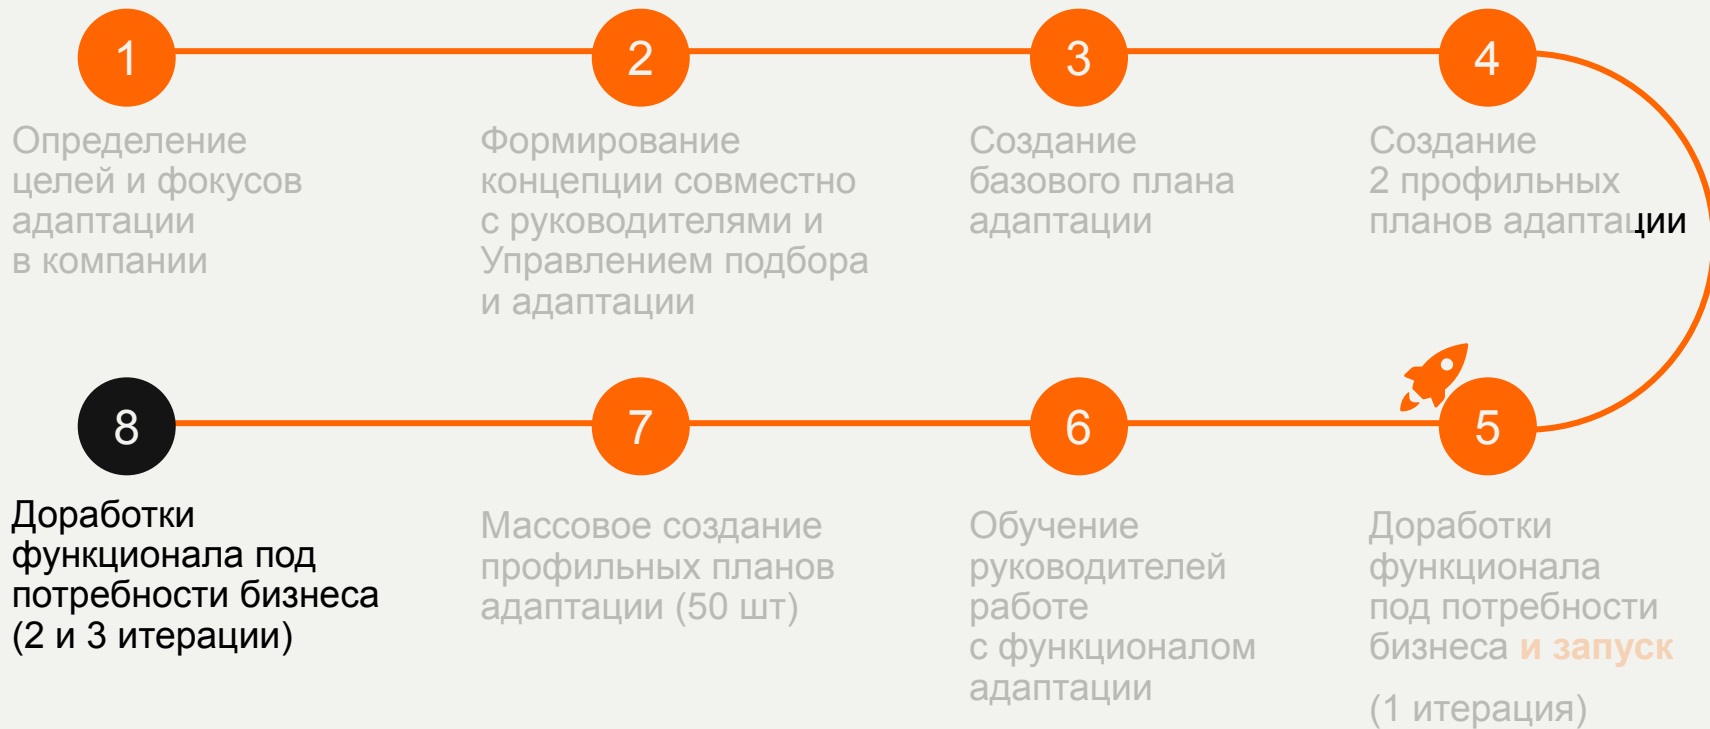 1
Определение
целей и фокусов
адаптации
в компании
2
Формирование
концепции совместно
с руководителями и
Управлением подбора
и адаптации
3
Создание
базового плана
адаптации
4
Создание
2 профильных
планов адаптации
5
Доработки
функционала
под потребности
бизнеса и запуск
(1 итерация)
6
Обучение
руководителей
работе
с функционалом
адаптации
7
Массовое создание
профильных планов
адаптации (50 шт)
8
Доработки
функционала под
потребности бизнеса
(2 и 3 итерации)